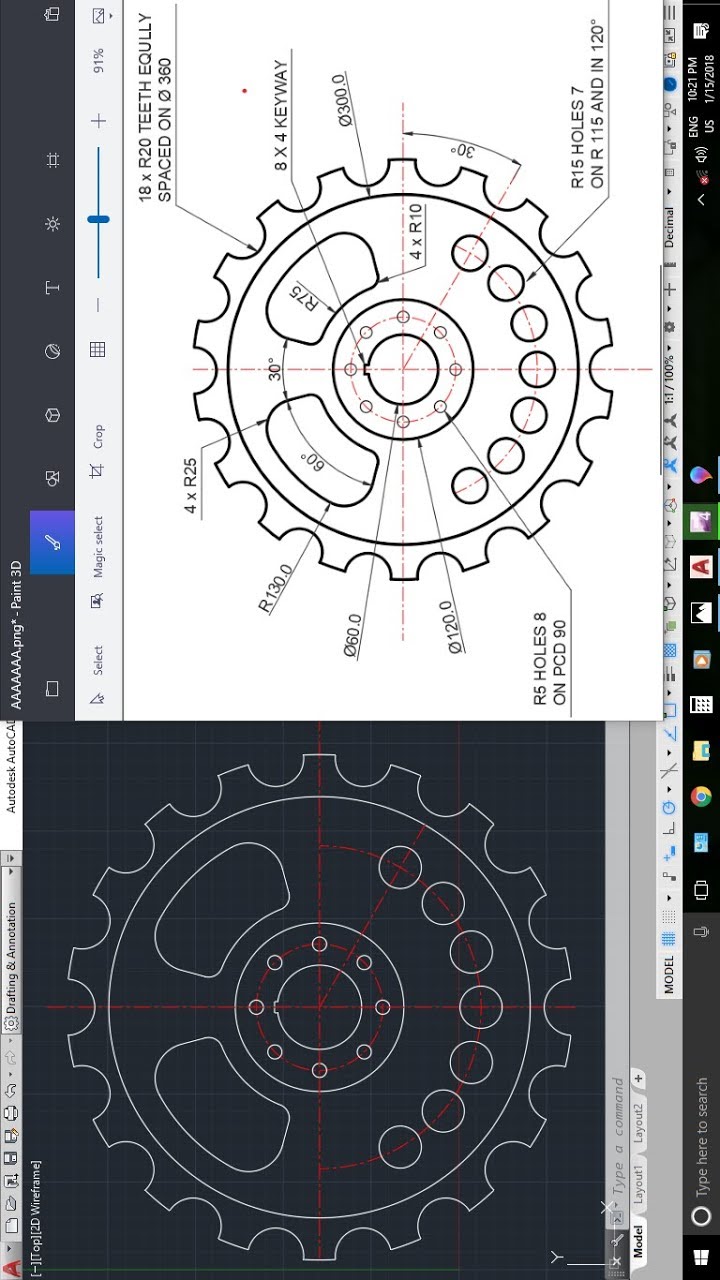 AAAAAAA.png* - Paint 3D
Select
Magic select
Crop
91%
18 x R20 TEETH EQULLY
SPACED ON Ø 360
8 X 4 KEYWAY
Ø300.0
30°
R15 HOLES 7
ON R 115 AND IN 120°
4 x R10
R75
30°
60°
4 x R25
R130.0
Ø60.0
Ø120.0
R5 HOLES 8
ON PCD 90
Autodesk AutoCAD
Drafting & Annotation
[−][Top][2D Wireframe]
Y
X
Type a command
Model
Layout1
Layout2
+
MODEL
1:1 / 100%
Decimal
Type here to search
ENG
US
10:21 PM
1/15/2018